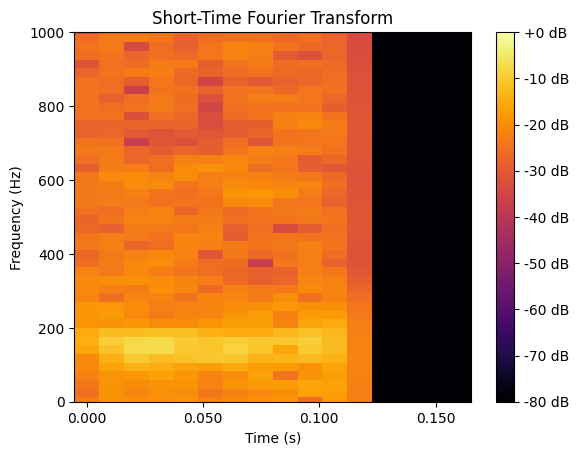 Short-Time Fourier Transform
1000
800
600
400
200
0
Frequency (Hz)
0.000
0.050
0.100
0.150
Time (s)
+0 dB
-10 dB
-20 dB
-30 dB
-40 dB
-50 dB
-60 dB
-70 dB
-80 dB